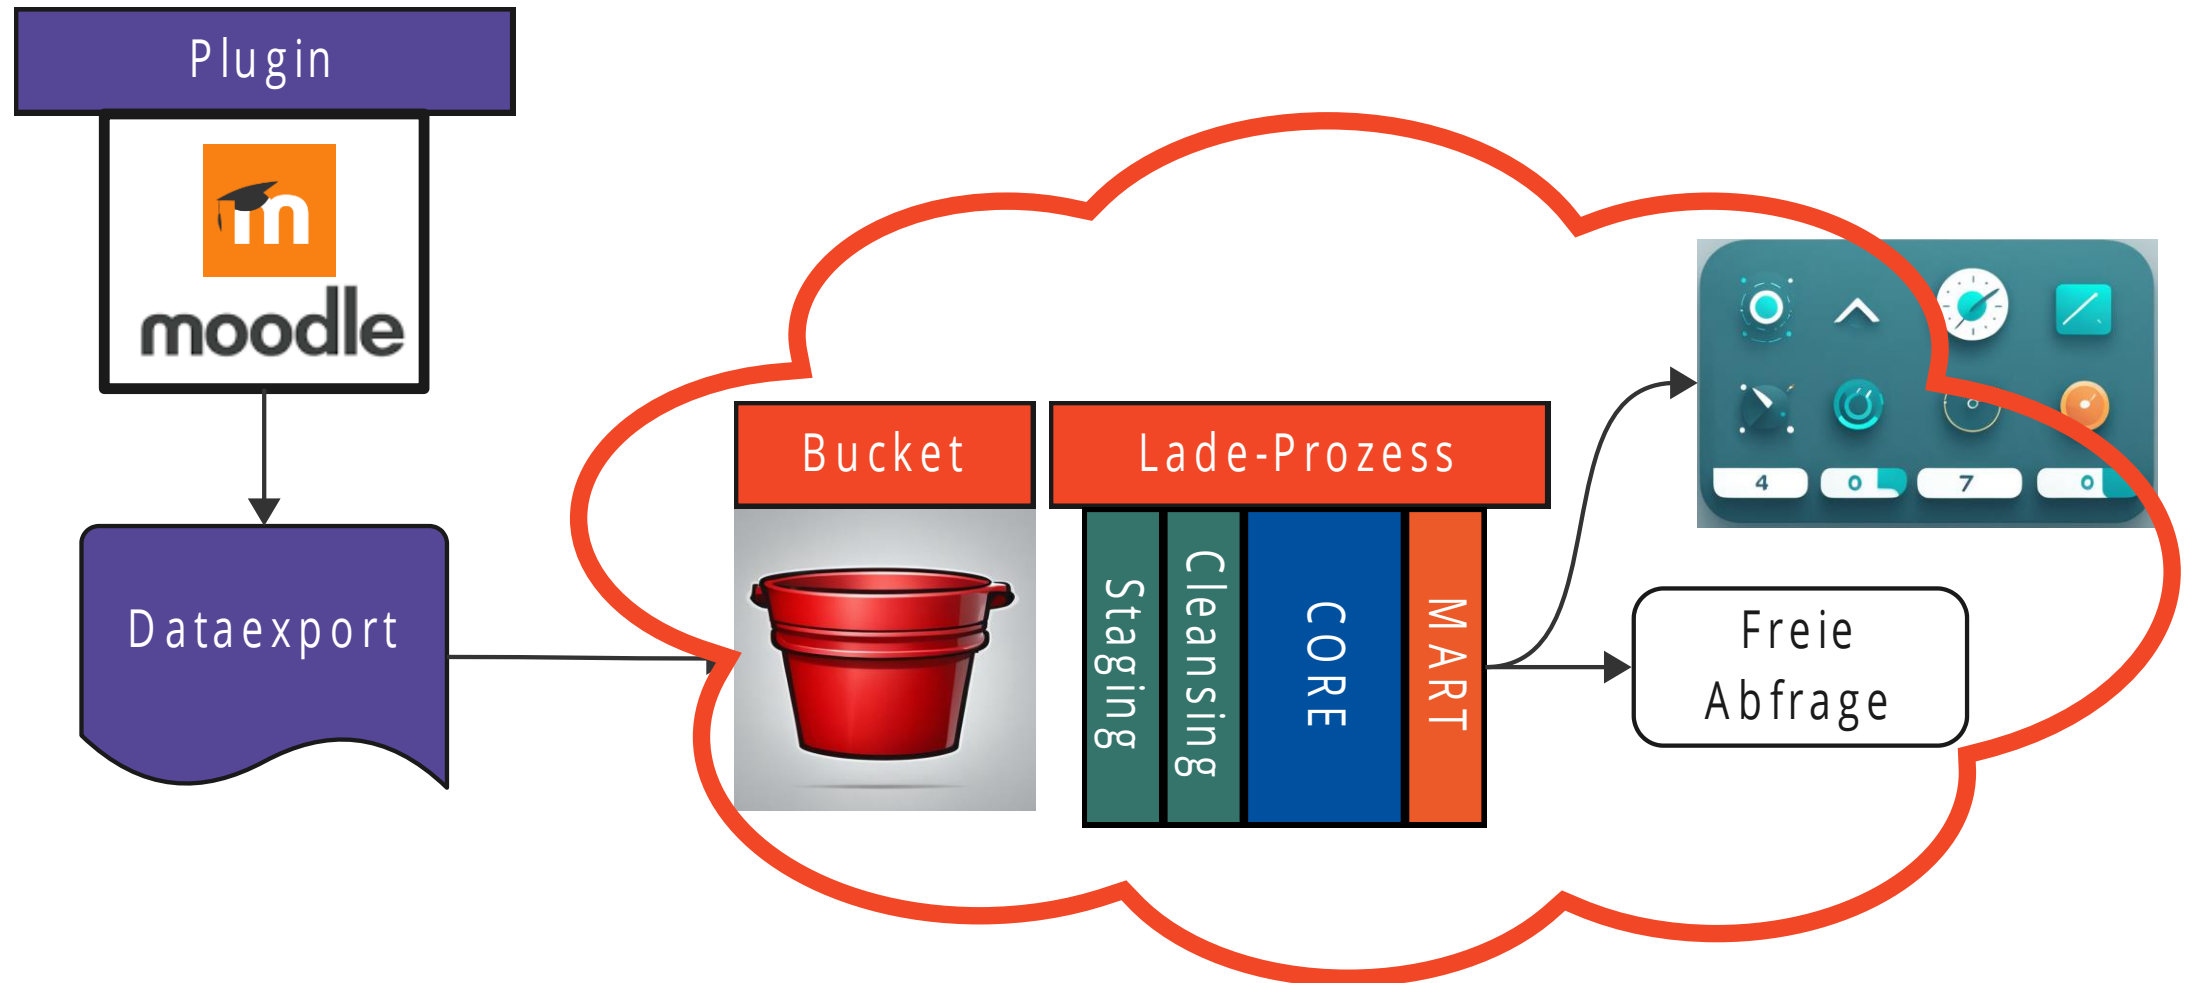 Plugin
moodle
Dataexport
Bucket
Lade-Prozess
Staging
Cleansing
CORE
MART
4
0
7
0
Freie
Abfrage